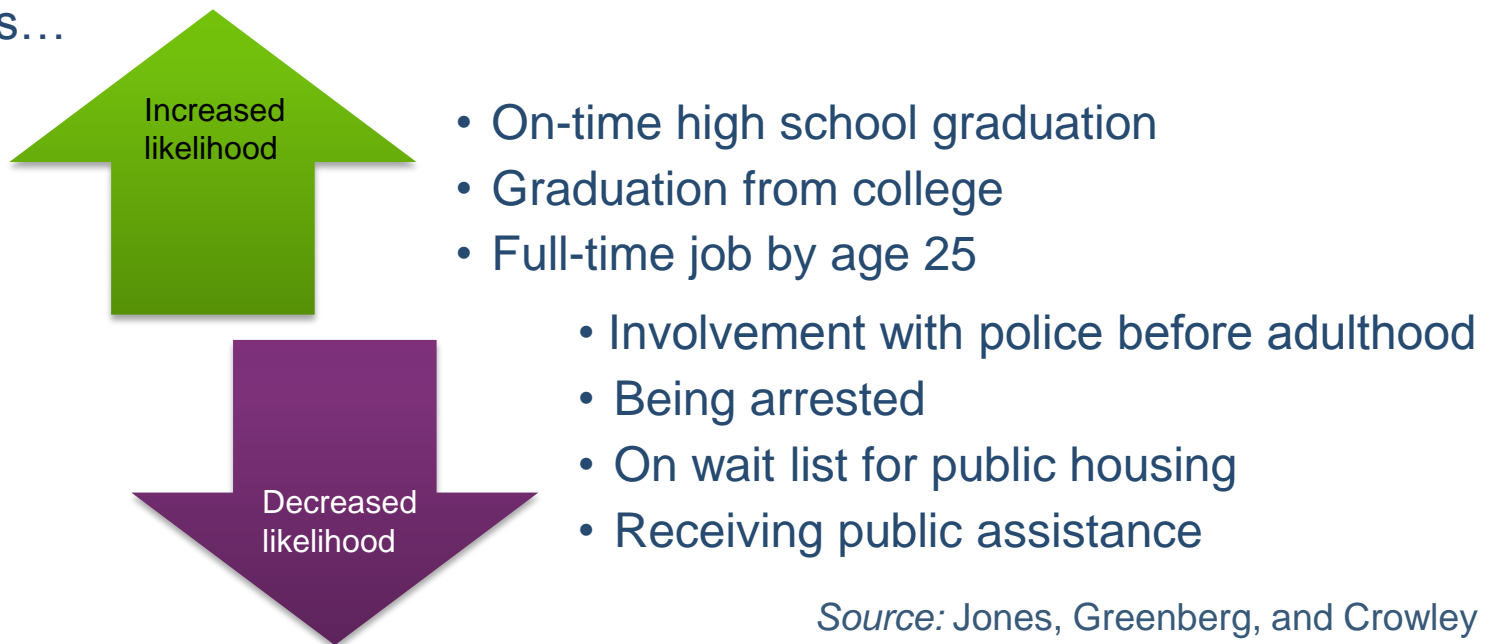 s…
Increased
likelihood
• On-time high school graduation
• Graduation from college
• Full-time job by age 25
• Involvement with police before adulthood
• Being arrested
• On wait list for public housing
• Receiving public assistance
Decreased
likelihood
Source: Jones, Greenberg, and Crowley